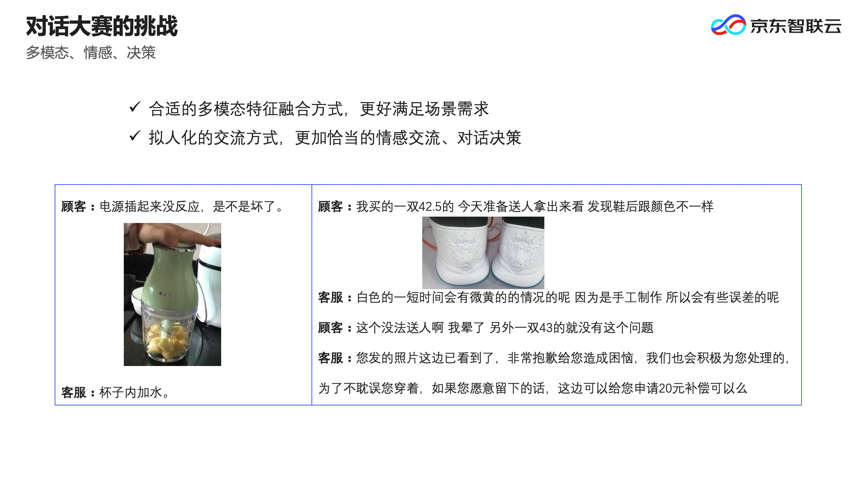 对话大赛的挑战
多模态、情感、决策
京东智联云
✓ 合适的多模态特征融合方式，更好满足场景需求
✓ 拟人化的交流方式，更加恰当的情感交流、对话决策
顾客：电源插起来没反应，是不是坏了。
客服：杯子内加水。
顾客：我买的一双42.5的 今天准备送人拿出来看 发现鞋后跟颜色不一样
客服：白色的一短时间会有微黄的的情况的呢 因为是手工制作 所以会有些误差的呢
顾客：这个没法送人啊 我晕了 另外一双43的就没有这个问题
客服：您发的照片这边已看到了，非常抱歉给您造成困恼，我们也会积极为您处理的，
为了不耽误您穿着，如果您愿意留下的话，这边可以给您申请20元补偿可以么